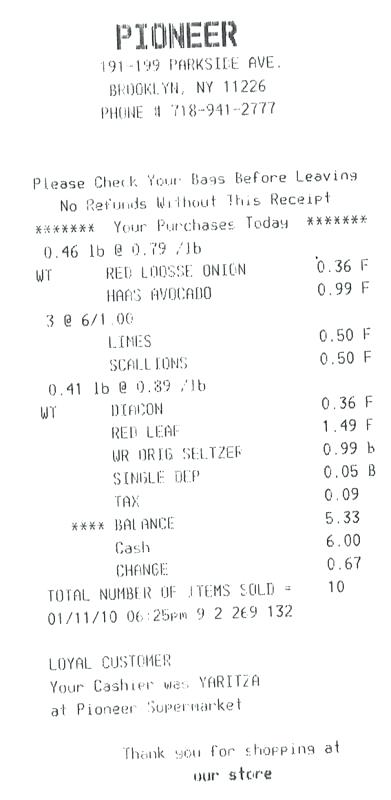 PIONEER
191-199 PARKSIDE AVE.
BROOKLYN, NY 11226
PHONE # 718-941-2777
Please Check Your Bags Before Leaving
No Refunds Without This Receipt
******* Your Purchases Today *******
0.46 lb @ 0.79 /lb
WT RED LOOSSE ONION 0.36 F
HAAS AVOCADO 0.99 F
3 @ 6/1.00
LIMES 0.50 F
SCALLIONS 0.50 F
0.41 lb @ 0.89 /lb
WT DIACON 0.36 F
RED LEAF 1.49 F
WR ORIG SELTZER 0.99 b
SINGLE DEP 0.05 B
TAX 0.09
**** BALANCE 5.33
Cash 6.00
CHANGE 0.67
TOTAL NUMBER OF ITEMS SOLD = 10
01/11/10 06:25pm 9 2 269 132
LOYAL CUSTOMER
Your Cashier was YARITZA
at Pioneer Supermarket
Thank you for shopping at
our store